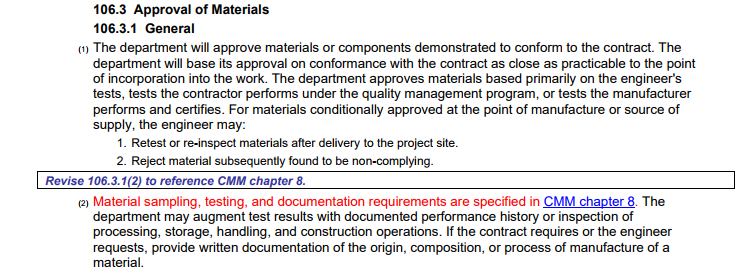 106.3 Approval of Materials
106.3.1 General
(1) The department will approve materials or components demonstrated to conform to the contract. The
department will base its approval on conformance with the contract as close as practicable to the point
of incorporation into the work. The department approves materials based primarily on the engineer's
tests, tests the contractor performs under the quality management program, or tests the manufacturer
performs and certifies. For materials conditionally approved at the point of manufacture or source of
supply, the engineer may:
1. Retest or re-inspect materials after delivery to the project site.
2. Reject material subsequently found to be non-complying.
Revise 106.3.1(2) to reference CMM chapter 8.
(2) Material sampling, testing, and documentation requirements are specified in CMM chapter 8. The
department may augment test results with documented performance history or inspection of
processing, storage, handling, and construction operations. If the contract requires or the engineer
requests, provide written documentation of the origin, composition, or process of manufacture of a
material.